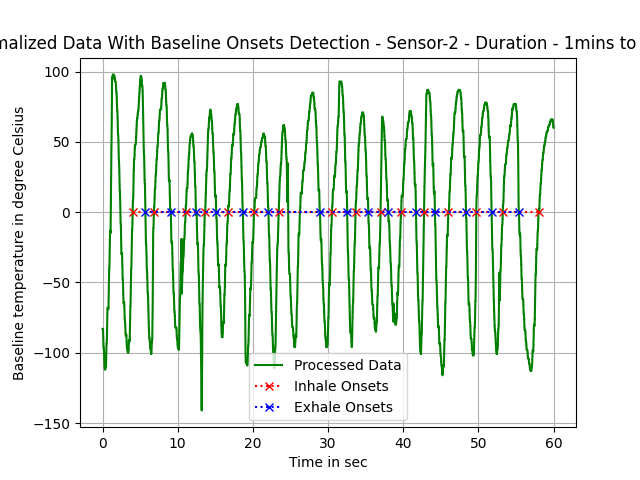 malized Data With Baseline Onsets Detection - Sensor-2 - Duration - 1mins to
Baseline temperature in degree Celsius
100
50
0
−50
−100
−150
Processed Data
Inhale Onsets
Exhale Onsets
0 10 20 30 40 50 60
Time in sec